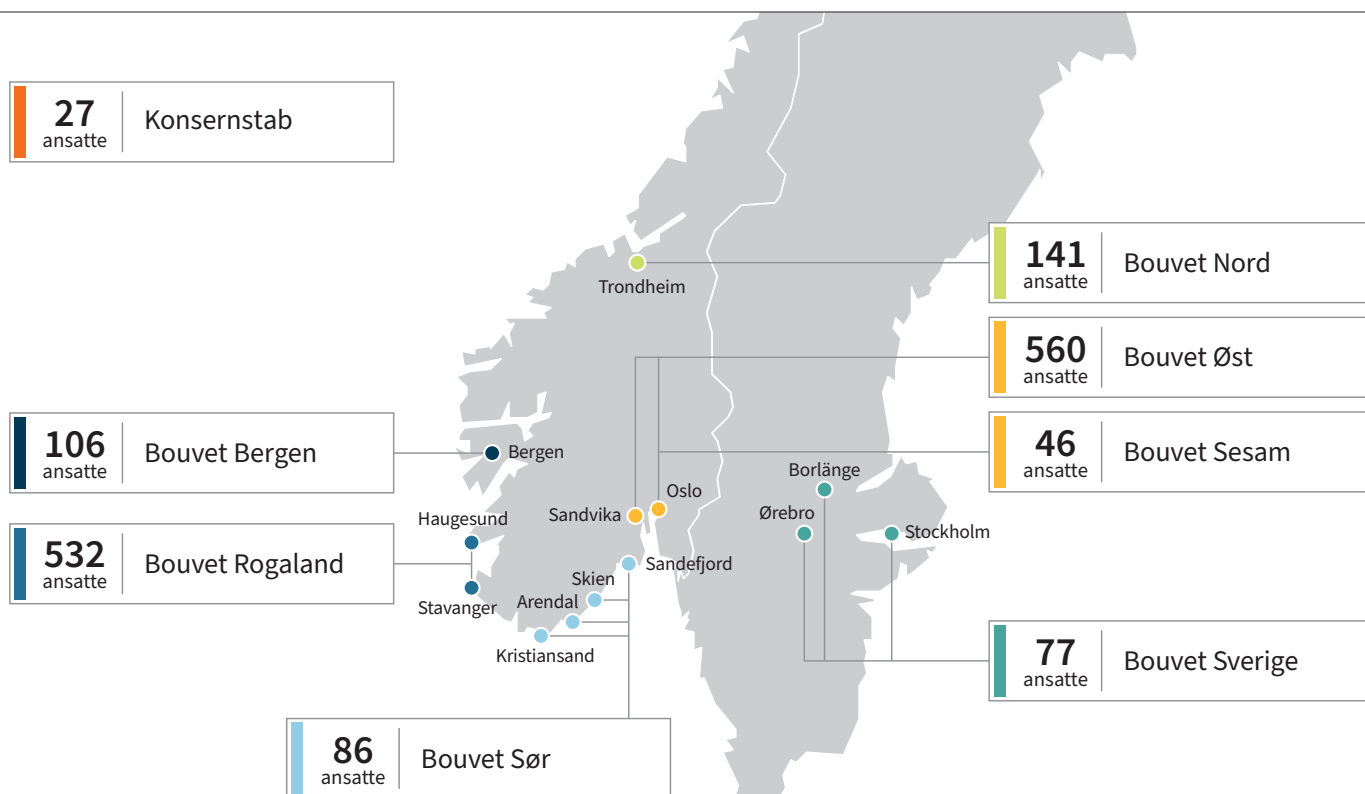 27
ansatte
Konsernstab
141
ansatte
Bouvet Nord
Trondheim
560
ansatte
Bouvet Øst
106
ansatte
Bouvet Bergen
Bergen
46
ansatte
Bouvet Sesam
Borlänge
Oslo
Sandvika
Ørebro
Haugesund
Stockholm
532
ansatte
Bouvet Rogaland
Sandefjord
Skien
Arendal
Stavanger
Kristiansand
77
ansatte
Bouvet Sverige
86
ansatte
Bouvet Sør